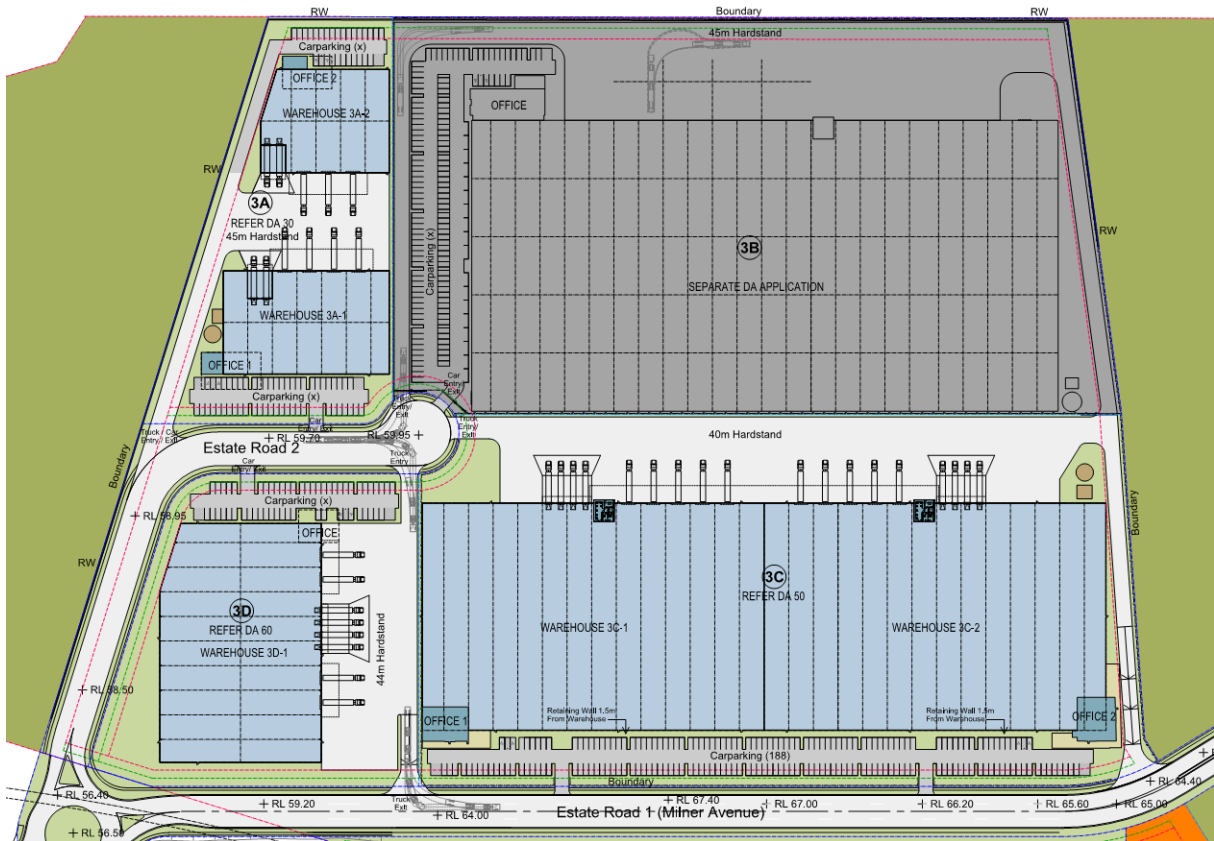 RW
Boundary
RW
45m Hardstand
Carparking (x)
OFFICE 2
OFFICE
WAREHOUSE 3A-2
RW
3A
REFER DA 30
45m Hardstand
RW
Carparking (x)
3B
SEPARATE DA APPLICATION
WAREHOUSE 3A-1
OFFICE 1
Carparking (x)
Car
Entry/
Exit
Entry/
Exit
Truck / Car
Entry / Exit
Car
Entry/ Exit
RL 59.70
RL 59.95
Truck
Entry/
Exit
40m Hardstand
Estate Road 2
Truck
Entry
Car
Entry/ Exit
Boundary
Carparking (x)
Boundary
RL 58.95
OFFICE
RW
3D
REFER DA 60
WAREHOUSE 3D-1
44m Hardstand
3C
REFER DA 50
WAREHOUSE 3C-1
WAREHOUSE 3C-2
RL 58.50
Retaining Wall 1.5m
From Warehouse
Retaining Wall 1.5m
From Warshouse
OFFICE 1
OFFICE 2
Carparking (188)
Boundary
RL 64.40
RL 56.40
RL 59.20
Truck
Exit
RL 64.00
RL 67.40
RL 67.00
RL 66.20
RL 65.60
RL 65.00
Estate Road 1 (Milner Avenue)
RL 56.50